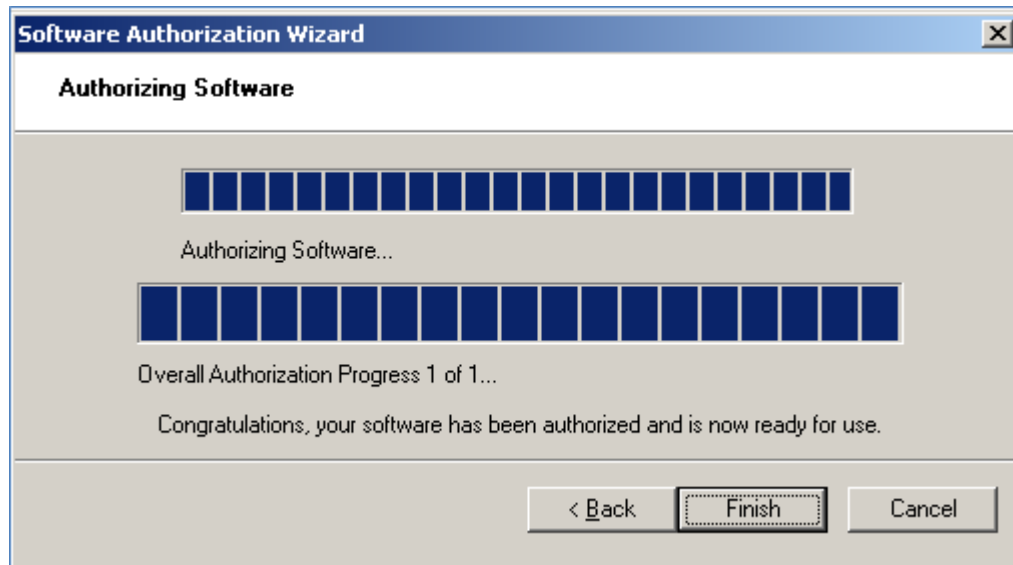 Software Authorization Wizard
Authorizing Software
Authorizing Software...
Overall Authorization Progress 1 of 1...
Congratulations, your software has been authorized and is now ready for use.
< Back Finish Cancel